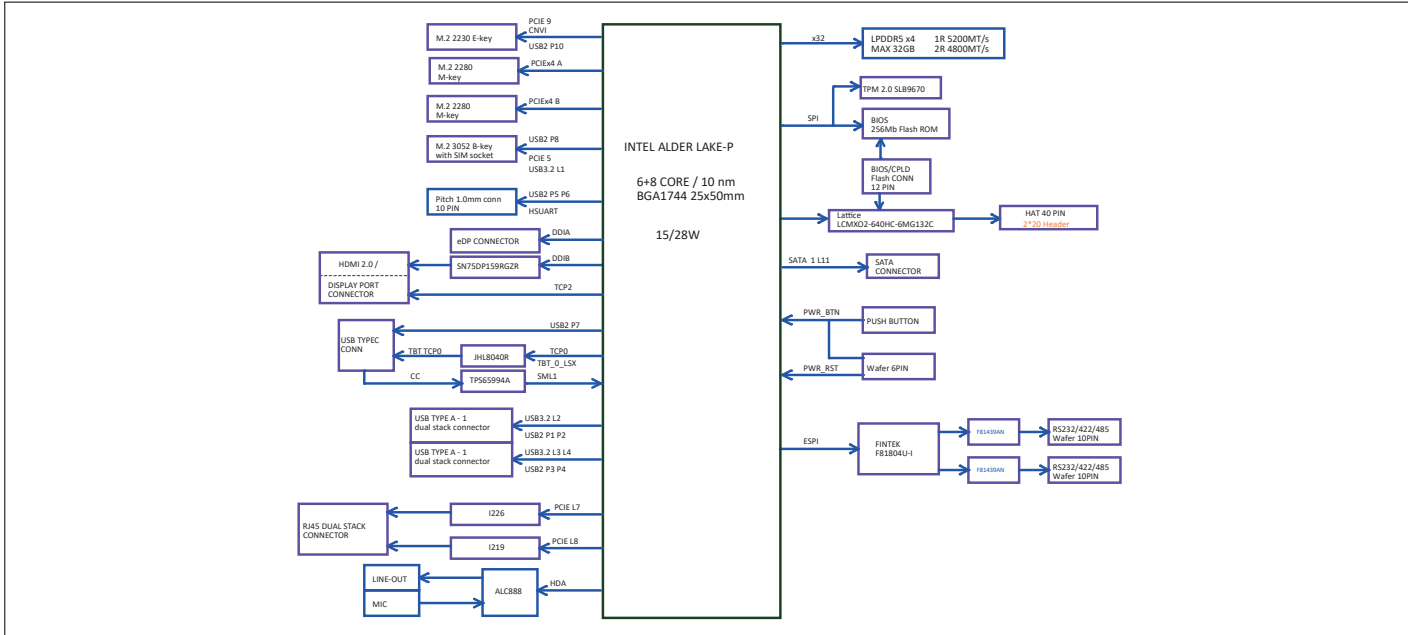 PCIE 9
CNVI
M.2 2230 E-key
USB2 P10
M.2 2280
M-key
PCIEx4 A
M.2 2280
M-key
PCIEx4 B
USB2 P8
M.2 3052 B-key
with SIM socket
PCIE 5
USB3.2 L1
Pitch 1.0mm conn
10 PIN
USB2 P5 P6
HSUART
eDP CONNECTOR
DDIA
HDMI 2.0 /
SN75DP159RGZR
DDIB
DISPLAY PORT
CONNECTOR
TCP2
USB2 P7
USB TYPEC
CONN
TBT TCP0
JHL8040R
TCP0
TBT_0_LSX
CC
TPS65994A
SML1
USB TYPE A - 1
dual stack connector
USB3.2 L2
USB2 P1 P2
USB TYPE A - 1
dual stack connector
USB3.2 L3 L4
USB2 P3 P4
RJ45 DUAL STACK
CONNECTOR
I226
PCIE L7
I219
PCIE L8
LINE-OUT
MIC
ALC888
HDA
INTEL ALDER LAKE-P
6+8 CORE / 10 nm
BGA1744 25x50mm
15/28W
x32
LPDDR5 x4 1R 5200MT/s
MAX 32GB 2R 4800MT/s
TPM 2.0 SLB9670
SPI
BIOS
256Mb Flash ROM
BIOS/CPLD
Flash CONN
12 PIN
Lattice
LCMXO2-640HC-6MG132C
HAT 40 PIN
2*20 Header
SATA 1 L11
SATA
CONNECTOR
PWR_BTN
PUSH BUTTON
PWR_RST
Wafer 6PIN
ESPI
FINTEK
F81804U-I
F81439AN
RS232/422/485
Wafer 10PIN
F81439AN
RS232/422/485
Wafer 10PIN